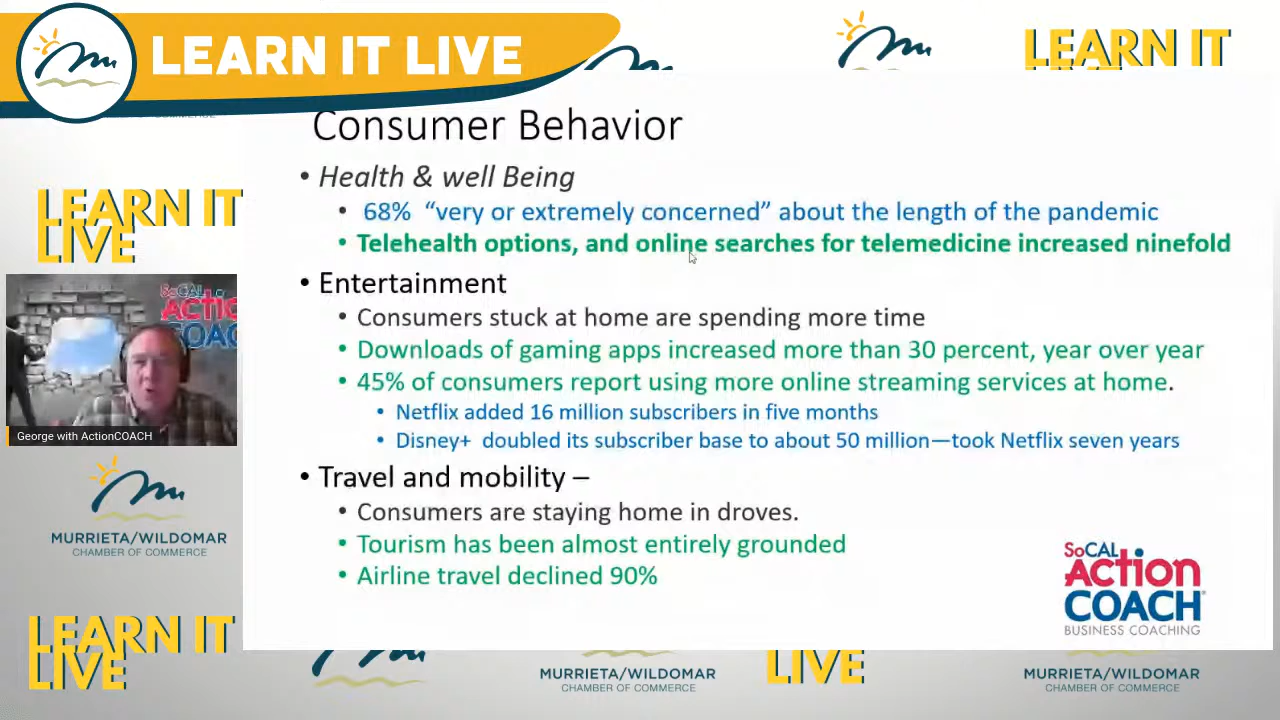 LEARN IT LIVE
LEARN IT
COMMERCE
Consumer Behavior
• Health & well Being
• 68% “very or extremely concerned” about the length of the pandemic
• Telehealth options, and online searches for telemedicine increased ninefold
LEARN IT
LIVE
• Entertainment
• Consumers stuck at home are spending more time
• Downloads of gaming apps increased more than 30 percent, year over year
• 45% of consumers report using more online streaming services at home.
• Netflix added 16 million subscribers in five months
• Disney+ doubled its subscriber base to about 50 million—took Netflix seven years
• Travel and mobility –
• Consumers are staying home in droves.
• Tourism has been almost entirely grounded
• Airline travel declined 90%
SoCAL
ACTION
COACH
George with ActionCOACH
MURRIETA/WILDOMAR
CHAMBER OF COMMERCE
SoCAL
Action
COACH
BUSINESS COACHING
LEARN IT
LIVE
MURRIETA/WILDOMAR
CHAMBER OF COMMERCE
LIVE
MURRIETA/WILDOMAR
CHAMBER OF COMMERCE